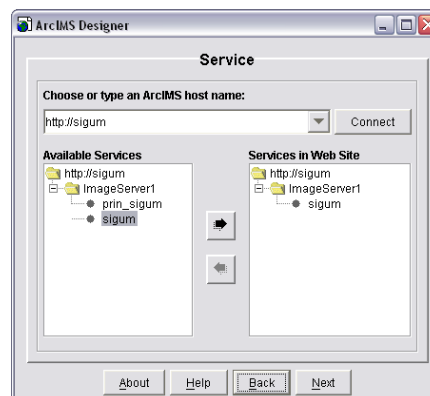 ArcIMS Designer
Service
Choose or type an ArcIMS host name:
http://sigum
Connect
Available Services
http://sigum
ImageServer1
prin_sigum
sigum
Services in Web Site
http://sigum
ImageServer1
sigum
About
Help
Back
Next